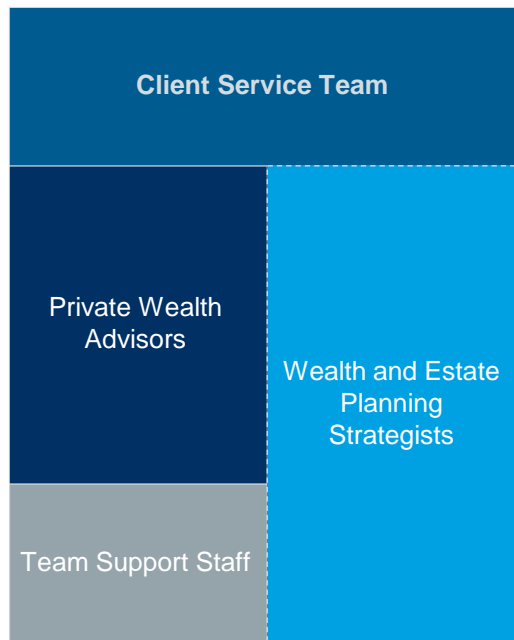 Client Service Team
Private Wealth
Advisors
Wealth and Estate
Planning
Strategists
Team Support Staff